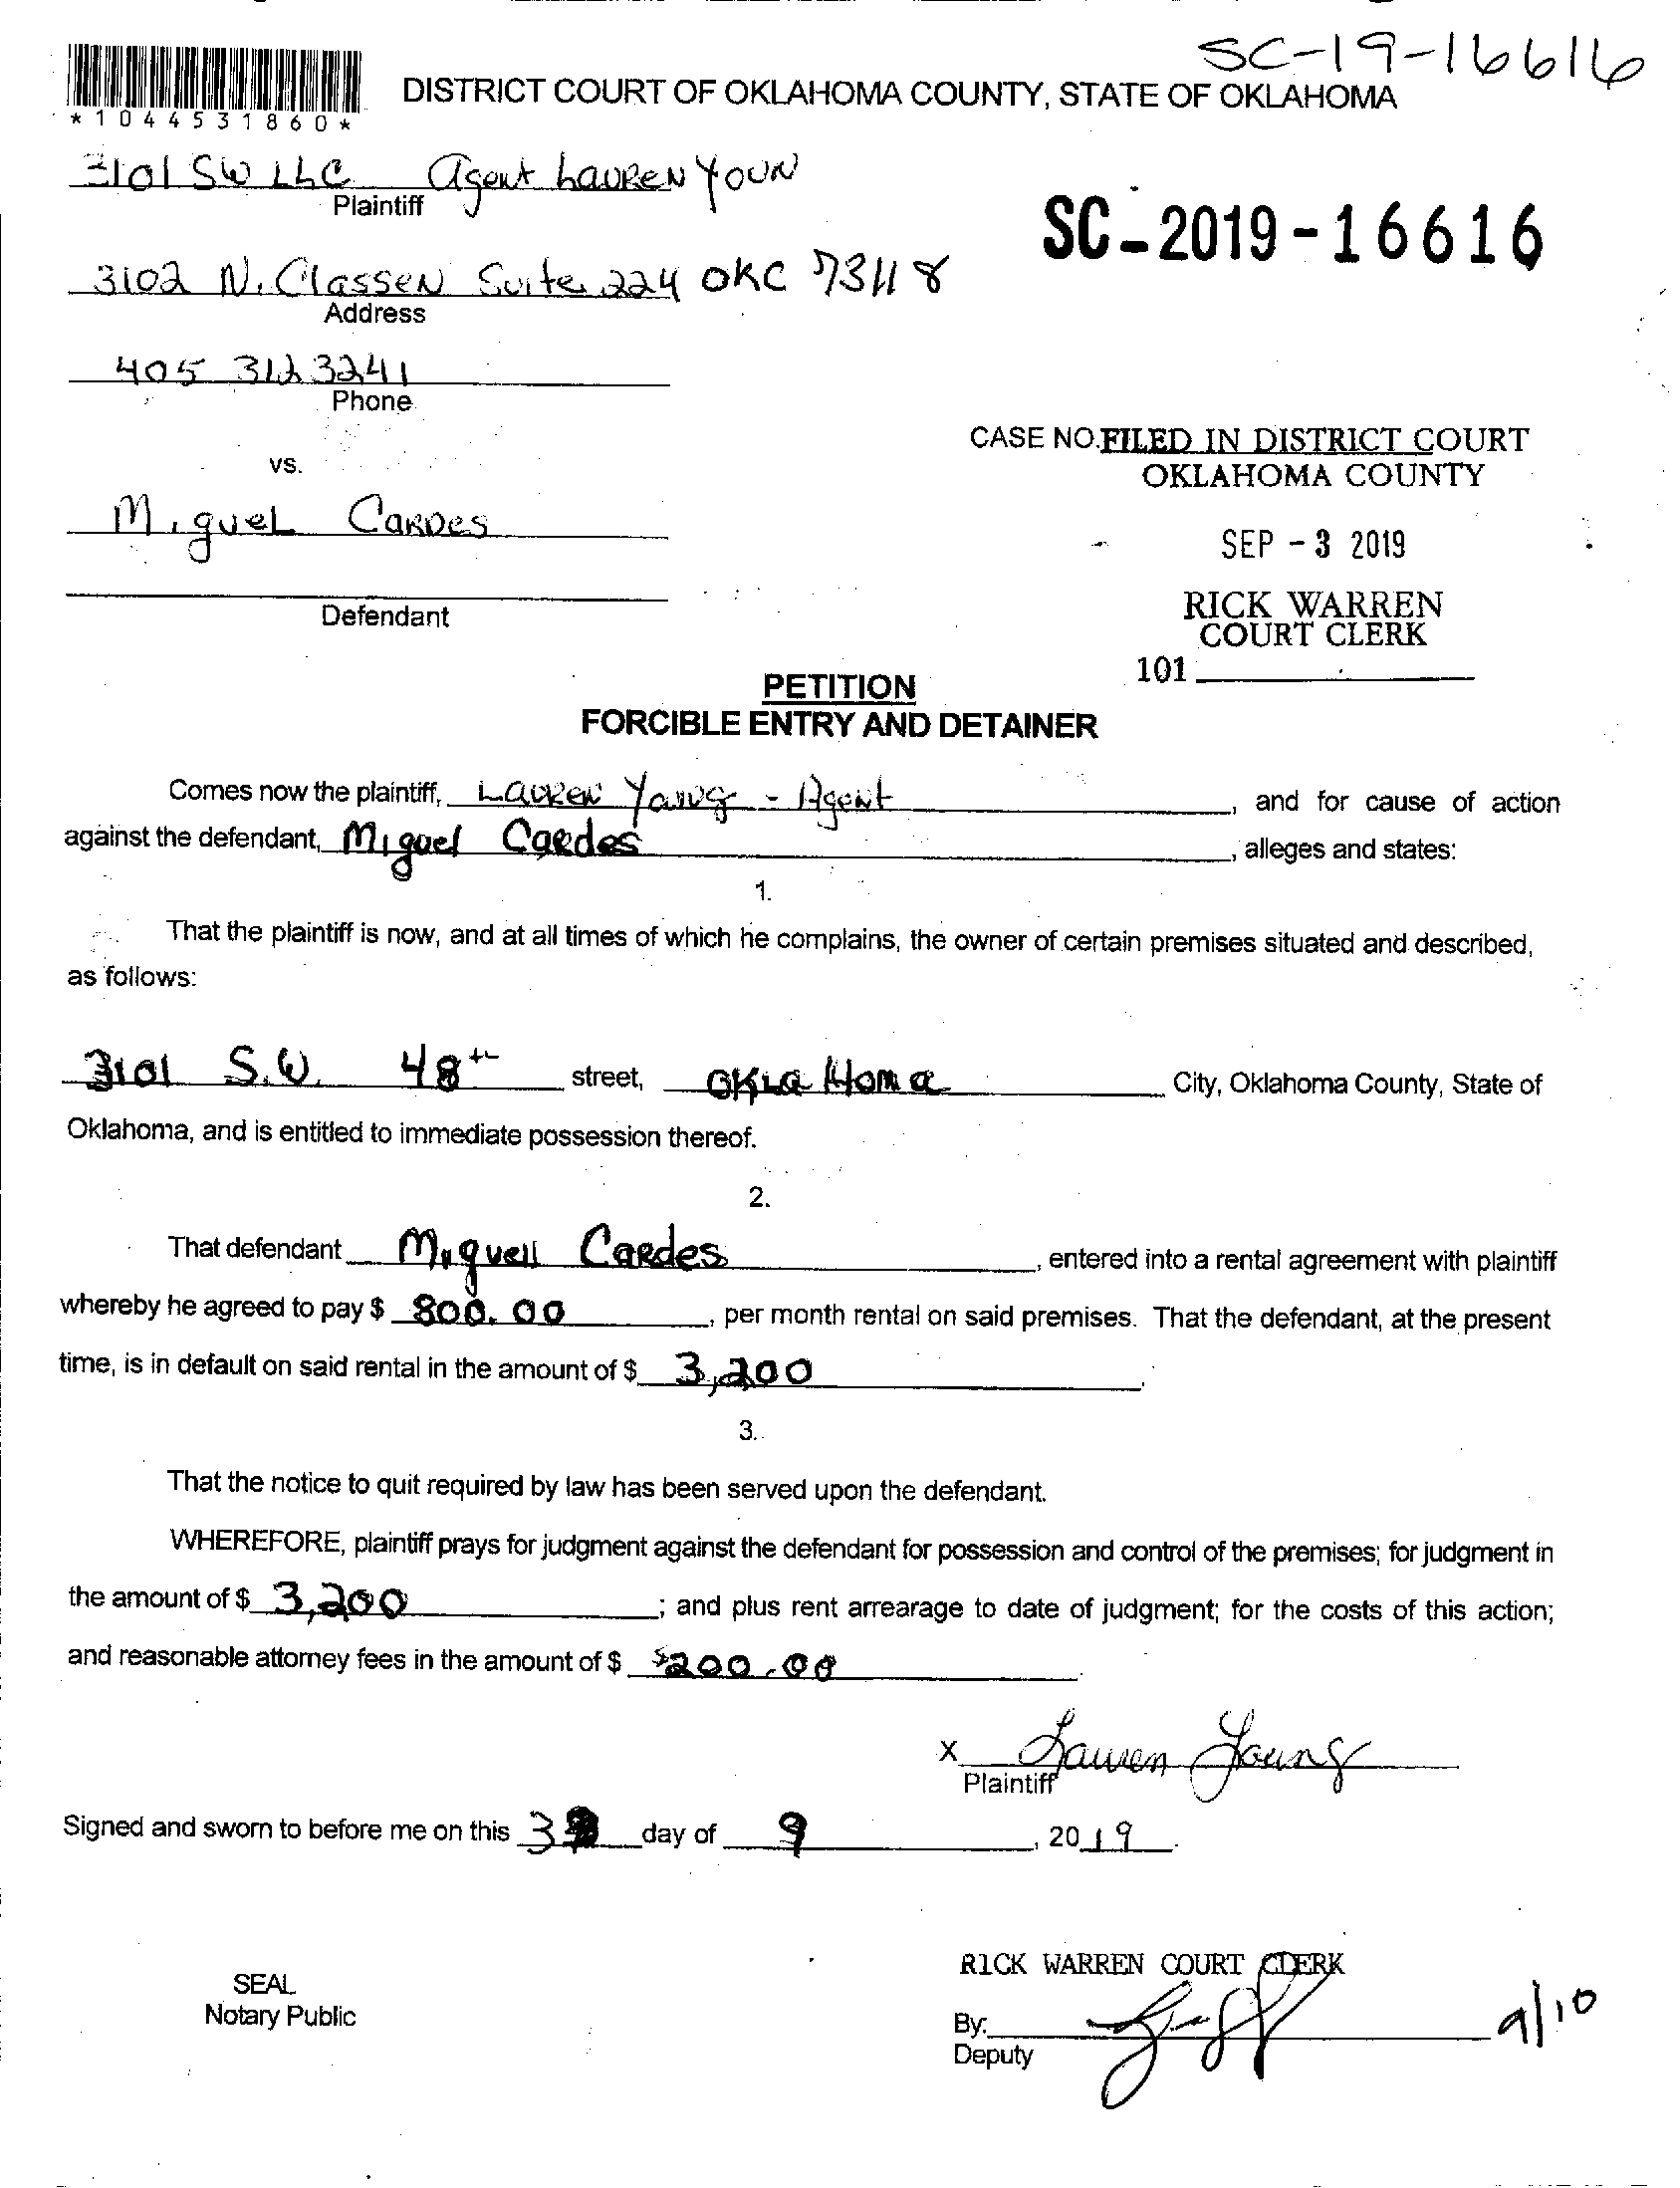 SC-19-16616
*1044531860*
DISTRICT COURT OF OKLAHOMA COUNTY, STATE OF OKLAHOMA
3101 SW LLC Agent Lauren Youn
Plaintiff
SC-2019-16616
3102 N. Classen Suite 224 OKC 73118
Address
405 312 3241
Phone
CASE NO. FILED IN DISTRICT COURT
OKLAHOMA COUNTY
vs.
Miguel Cardes
SEP - 3 2019
Defendant
RICK WARREN
COURT CLERK
101
PETITION
FORCIBLE ENTRY AND DETAINER
Comes now the plaintiff, Lauren Young - Agent, and for cause of action
against the defendant, Miguel Cardes, alleges and states:
1.
That the plaintiff is now, and at all times of which he complains, the owner of certain premises situated and described,
as follows:
3101 S.W. 48th street, Oklahoma City, Oklahoma County, State of
Oklahoma, and is entitled to immediate possession thereof.
2.
That defendant Miguell Cardes, entered into a rental agreement with plaintiff
whereby he agreed to pay $ 800.00, per month rental on said premises. That the defendant, at the present
time, is in default on said rental in the amount of $ 3,200.
3.
That the notice to quit required by law has been served upon the defendant.
WHEREFORE, plaintiff prays for judgment against the defendant for possession and control of the premises; for judgment in
the amount of $ 3,200; and plus rent arrearage to date of judgment; for the costs of this action;
and reasonable attorney fees in the amount of $ $200.00
X Lauren Young
Plaintiff
Signed and sworn to before me on this 3 day of 9, 2019.
RICK WARREN COURT CLERK
SEAL
Notary Public
By:
9/10
Deputy